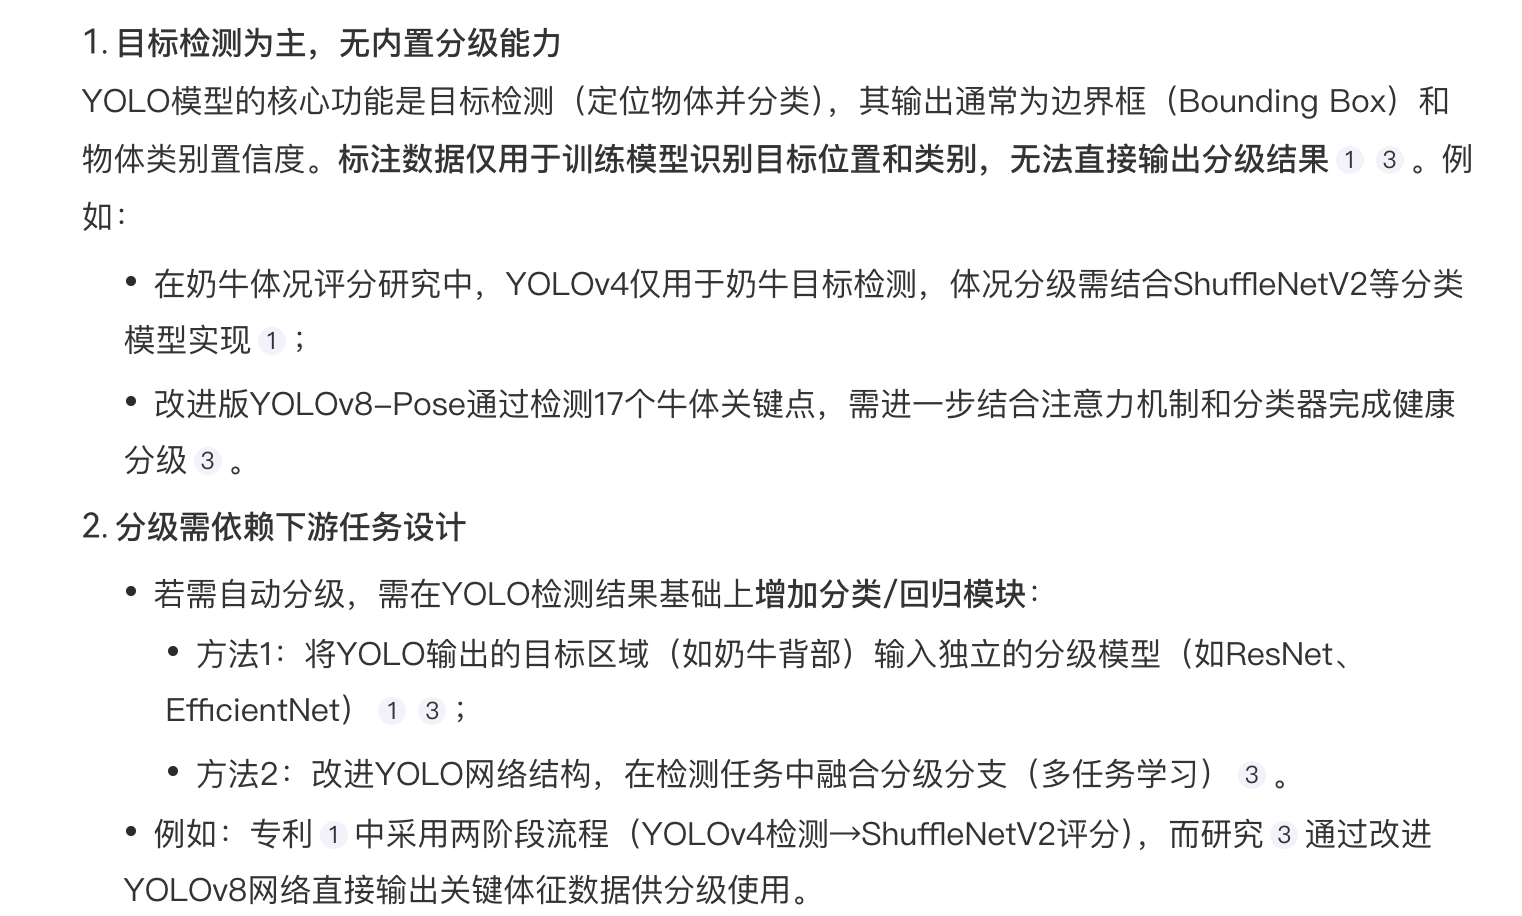 1. 目标检测为主，无内置分级能力
YOLO模型的核心功能是目标检测（定位物体并分类），其输出通常为边界框（Bounding Box）和
物体类别置信度。标注数据仅用于训练模型识别目标位置和类别，无法直接输出分级结果 1 3 。例
如：
• 在奶牛体况评分研究中，YOLOv4仅用于奶牛目标检测，体况分级需结合ShuffleNetV2等分类
模型实现 1 ；
• 改进版YOLOv8-Pose通过检测17个牛体关键点，需进一步结合注意力机制和分类器完成健康
分级 3 。
2. 分级需依赖下游任务设计
• 若需自动分级，需在YOLO检测结果基础上增加分类/回归模块：
• 方法1：将YOLO输出的目标区域（如奶牛背部）输入独立的分级模型（如ResNet、
EfficientNet） 1 3 ；
• 方法2：改进YOLO网络结构，在检测任务中融合分级分支（多任务学习） 3 。
• 例如：专利 1 中采用两阶段流程（YOLOv4检测→ShuffleNetV2评分），而研究 3 通过改进
YOLOv8网络直接输出关键体征数据供分级使用。